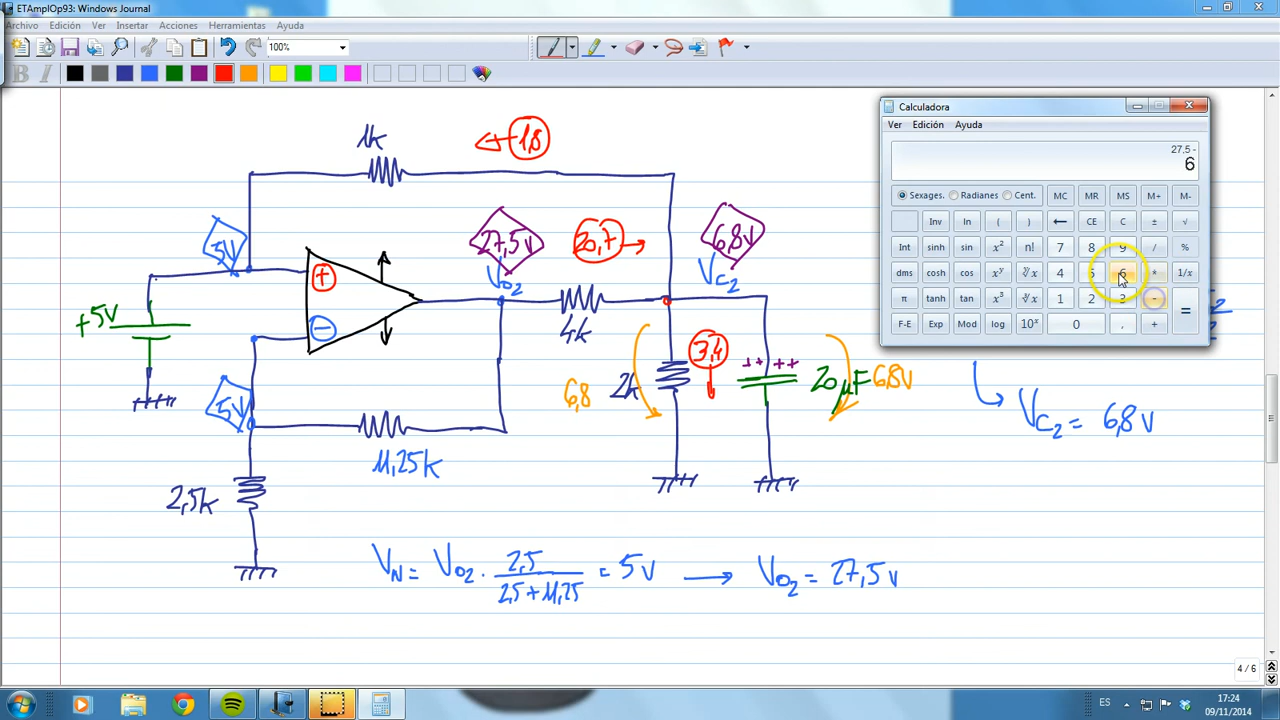 ETAmplOp93: Windows Journal
Archivo Edición Ver Insertar Acciones Herramientas Ayuda
100%
B I
1k
1,8
5V
27,5V
Vo2
20,7
6,8V
Vc2
+
−
+5V
4k
5V
6,8
2k
3,4
++ ++
20μF
6,8V
11,25k
2,5k
Vc2 = 6,8V
VN = Vo2 · 2,5 / 2,5+11,25 = 5V → Vo2 = 27,5V
Calculadora
Ver Edición Ayuda
27.5 -
6
Sexages. Radianes Cent. MC MR MS M+ M-
Inv ln ( ) ← CE C ± √
Int sinh sin x² n! 7 8 9 / %
dms cosh cos xʸ ʸ√x 4 5 6 * 1/x
π tanh tan x³ ³√x 1 2 3 - =
F-E Exp Mod log 10ˣ 0 , +
2
4 / 6
ES
17:24
09/11/2014